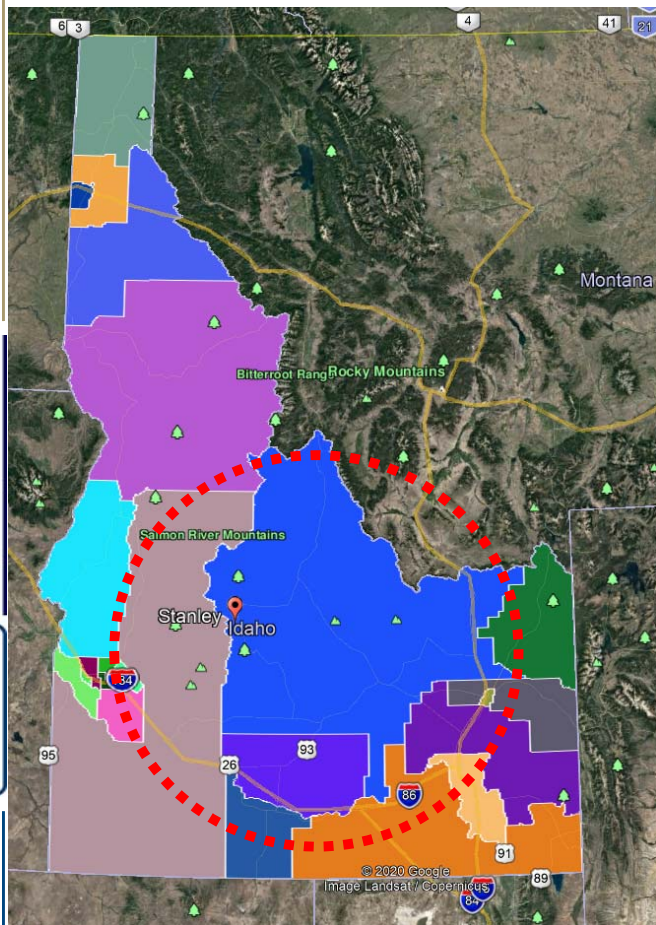 6
3
4
41
21
Montana
Bitterroot Range
Rocky Mountains
Salmon River Mountains
Stanley
Idaho
84
95
26
93
86
91
89
© 2020 Google
Image Landsat / Copernicus
84